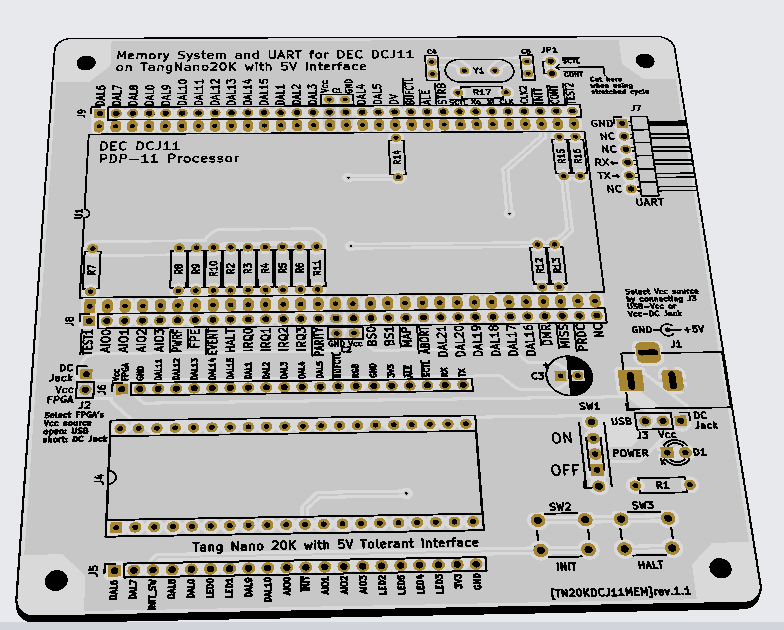 Memory System and UART for DEC DCJ11
on TangNano20K with 5V Interface
C4
Y1
C5
JP1
SCTL
CONT
Cut here
when using
stretched cycle
R17
J9
DAL6
DAL7
DAL8
DAL0
DAL9
DAL10
DAL11
DAL12
DAL13
DAL14
DAL15
DAL1
DAL2
DAL3
Vcc
GND
DAL4
DAL5
DV
BUFCTL
ALE
STRB
CLK2
INIT
CONT
TEST2
J7
GND
NC
NC
RX←
TX→
NC
UART
DEC DCJ11
PDP-11 Processor
R14
R15
R16
U1
R7
R8
R9
R10
R2
R3
R4
R5
R6
R11
R12
R13
J8
TEST1
AIO0
AIO1
AIO2
AIO3
PWRF
FPE
EVENT
HALT
IRQ0
IRQ1
IRQ2
IRQ3
PARITY
GND
Vcc
BS0
BS1
MAP
ABORT
DAL21
DAL20
DAL19
DAL18
DAL17
DAL16
DMR
MISS
PRDC
NC
Select Vcc source
by connecting J3
USB-Vcc or
Vcc-DC Jack
GND
+5V
J1
DC
Jack
Vcc
FPGA
J2
J6
Vcc
FPGA
GND
DAL11
DAL12
DAL13
DAL14
DAL15
DAL1
DAL2
DAL3
DAL4
DAL5
BUFCTL
RGB
GND
3V3
ALE
SCTL
RX
TX
C3
Select FPGA's
Vcc source
open: USB
short: DC Jack
SW1
ON
OFF
USB
J3
Vcc
DC
Jack
POWER
K
D1
R1
J4
SW2
SW3
INIT
HALT
Tang Nano 20K with 5V Tolerant Interface
J5
DAL6
DAL7
INIT_SW
DAL8
DAL0
LED0
LED1
DAL9
DAL10
AIO0
INIT
AIO1
AIO2
AIO3
LED2
LED5
LED4
LED3
3V3
GND
[TN20KDCJ11MEM]rev.1.1